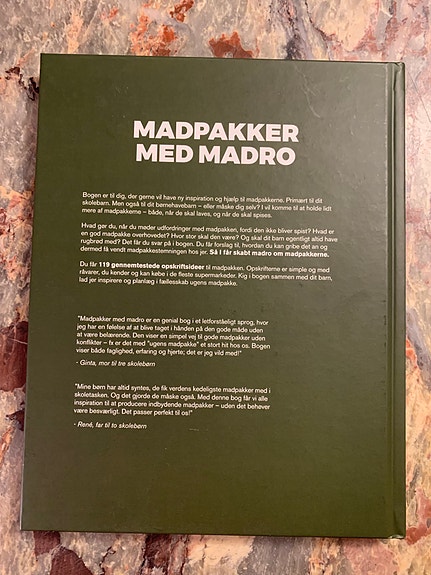 MADPAKKER
MED MADRO
Bogen er til dig, der gerne vil have ny inspiration og hjælp til madpakkerne. Primært til dit
skolebarn. Men også til dit børnehavebarn – eller måske dig selv? I vil komme til at holde lidt
mere af madpakkerne – både, når de skal laves, og når de skal spises.
Hvad gør du, når du møder udfordringer med madpakken, fordi den ikke bliver spist? Hvad er
en god madpakke overhovedet? Hvor stor skal den være? Og skal dit barn egentligt altid have
rugbrød med? Det får du svar på i bogen. Du får forslag til, hvordan du kan gribe det an og
dermed få vendt madpakkestemningen hos jer. Så I får skabt madro om madpakkerne.
Du får 119 gennemtestede opskriftsideer til madpakken. Opskrifterne er simple og med
råvarer, du kender og kan købe i de fleste supermarkeder. Kig i bogen sammen med dit barn,
lad jer inspirere og planlæg i fællesskab ugens madpakke.
"Madpakker med madro er en genial bog i et letforståeligt sprog, hvor
jeg har en følelse af at blive taget i hånden på den gode måde uden
at være belærende. Den viser en simpel vej til gode madpakker uden
konflikter – fx er det med "ugens madpakke" et stort hit hos os. Bogen
viser både faglighed, erfaring og hjerte; det er jeg vild med!"
- Ginta, mor til tre skolebørn
"Mine børn har altid syntes, de fik verdens kedeligste madpakker med i
skoletasken. Og det gjorde de måske også. Med denne bog får vi alle
inspiration til at producere indbydende madpakker – uden det behøver
være besværligt. Det passer perfekt til os!"
- René, far til to skolebørn